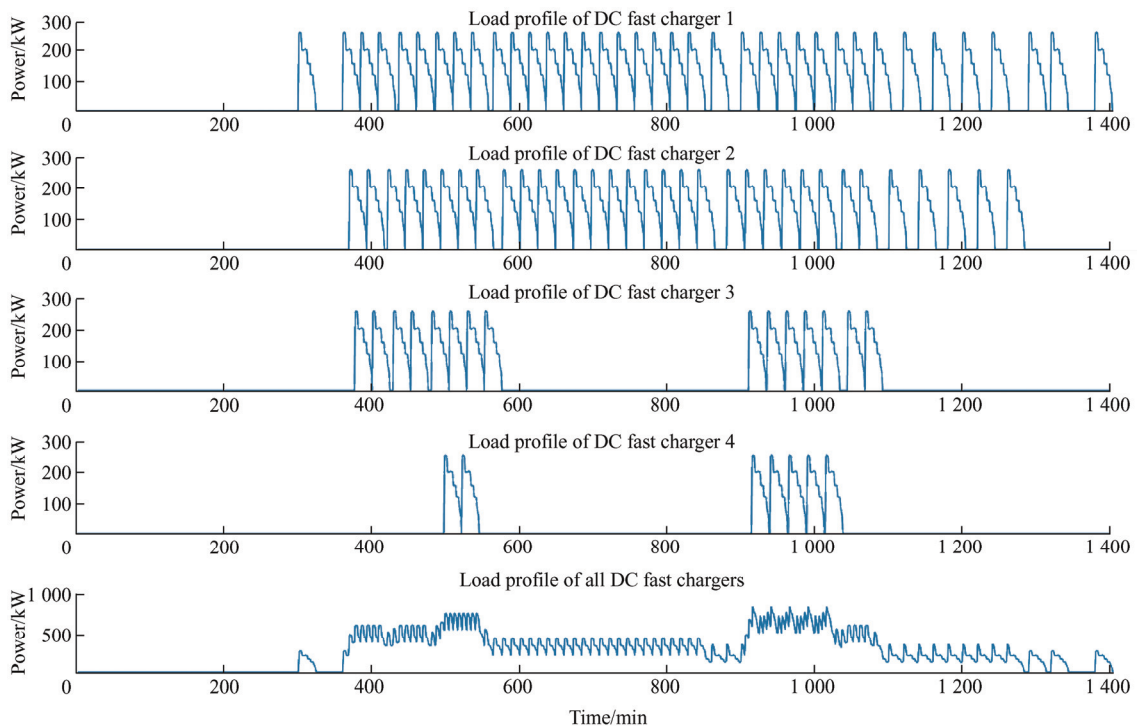 Load profile of DC fast charger 1
Power/kW
300
200
100
0
200 400 600 800 1 000 1 200 1 400
Load profile of DC fast charger 2
Power/kW
300
200
100
0
200 400 600 800 1 000 1 200 1 400
Load profile of DC fast charger 3
Power/kW
300
200
100
0
200 400 600 800 1 000 1 200 1 400
Load profile of DC fast charger 4
Power/kW
300
200
100
0
200 400 600 800 1 000 1 200 1 400
Load profile of all DC fast chargers
Power/kW
1 000
500
0
200 400 600 800 1 000 1 200 1 400
Time/min